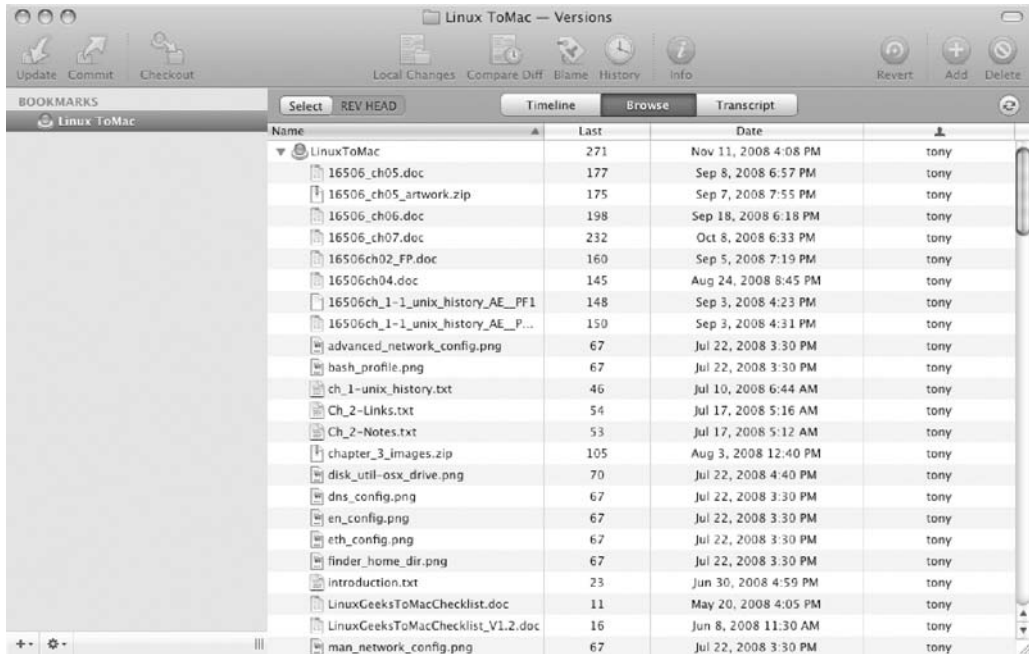 Linux ToMac — Versions
Update Commit Checkout Local Changes Compare Diff Blame History Info Revert Add Delete
BOOKMARKS
Linux ToMac
Select REV HEAD Timeline Browse Transcript
Name Last Date
LinuxToMac 271 Nov 11, 2008 4:08 PM tony
16506_ch05.doc 177 Sep 8, 2008 6:57 PM tony
16506_ch05_artwork.zip 175 Sep 7, 2008 7:55 PM tony
16506_ch06.doc 198 Sep 18, 2008 6:18 PM tony
16506_ch07.doc 232 Oct 8, 2008 6:33 PM tony
16506ch02_FP.doc 160 Sep 5, 2008 7:19 PM tony
16506ch04.doc 145 Aug 24, 2008 8:45 PM tony
16506ch_1-1_unix_history_AE__PF1 148 Sep 3, 2008 4:23 PM tony
16506ch_1-1_unix_history_AE__P... 150 Sep 3, 2008 4:31 PM tony
advanced_network_config.png 67 Jul 22, 2008 3:30 PM tony
bash_profile.png 67 Jul 22, 2008 3:30 PM tony
ch_1-unix_history.txt 46 Jul 10, 2008 6:44 AM tony
Ch_2-Links.txt 54 Jul 17, 2008 5:16 AM tony
Ch_2-Notes.txt 53 Jul 17, 2008 5:12 AM tony
chapter_3_images.zip 105 Aug 3, 2008 12:40 PM tony
disk_util-osx_drive.png 70 Jul 22, 2008 4:40 PM tony
dns_config.png 67 Jul 22, 2008 3:30 PM tony
en_config.png 67 Jul 22, 2008 3:30 PM tony
eth_config.png 67 Jul 22, 2008 3:30 PM tony
finder_home_dir.png 67 Jul 22, 2008 3:30 PM tony
introduction.txt 23 Jun 30, 2008 4:59 PM tony
LinuxGeeksToMacChecklist.doc 11 May 20, 2008 4:05 PM tony
LinuxGeeksToMacChecklist_V1.2.doc 16 Jun 8, 2008 11:30 AM tony
man_network_config.png 67 Jul 22, 2008 3:30 PM tony